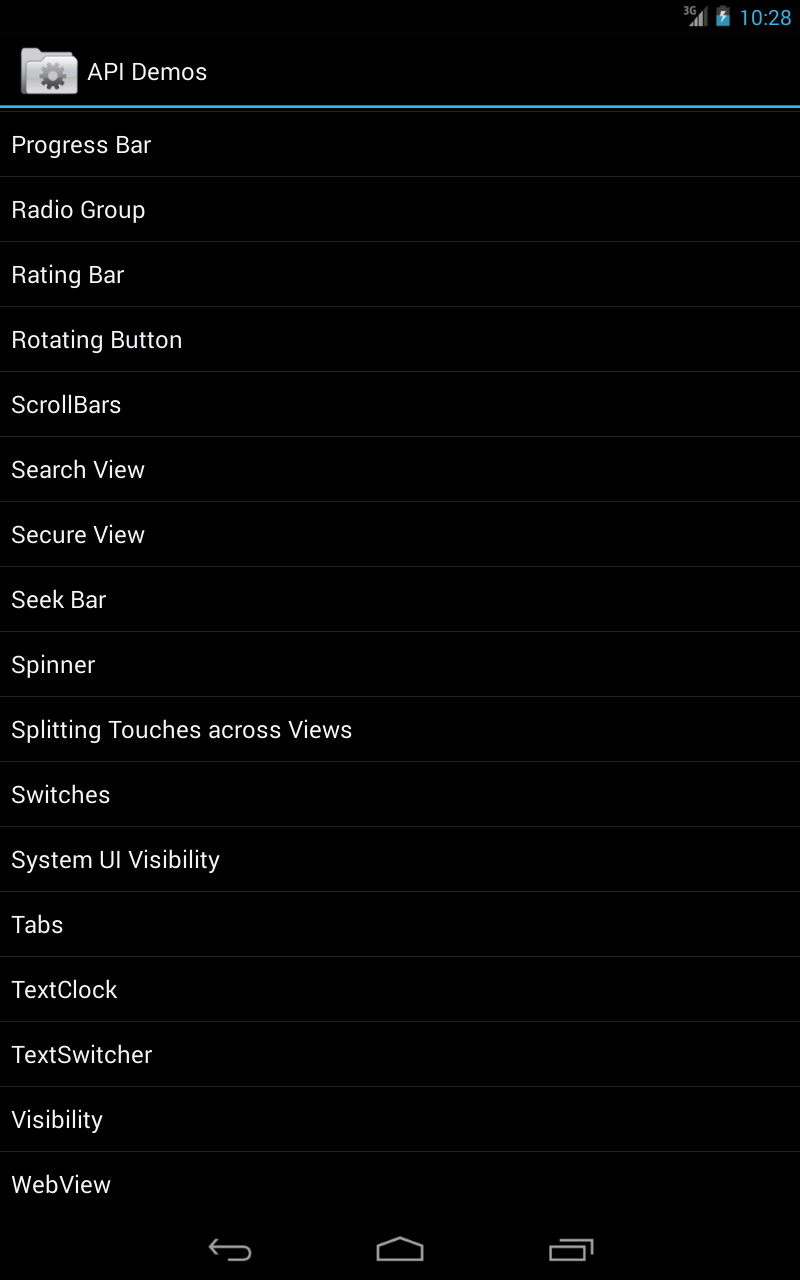 3G 10:28
API Demos
Progress Bar
Radio Group
Rating Bar
Rotating Button
ScrollBars
Search View
Secure View
Seek Bar
Spinner
Splitting Touches across Views
Switches
System UI Visibility
Tabs
TextClock
TextSwitcher
Visibility
WebView